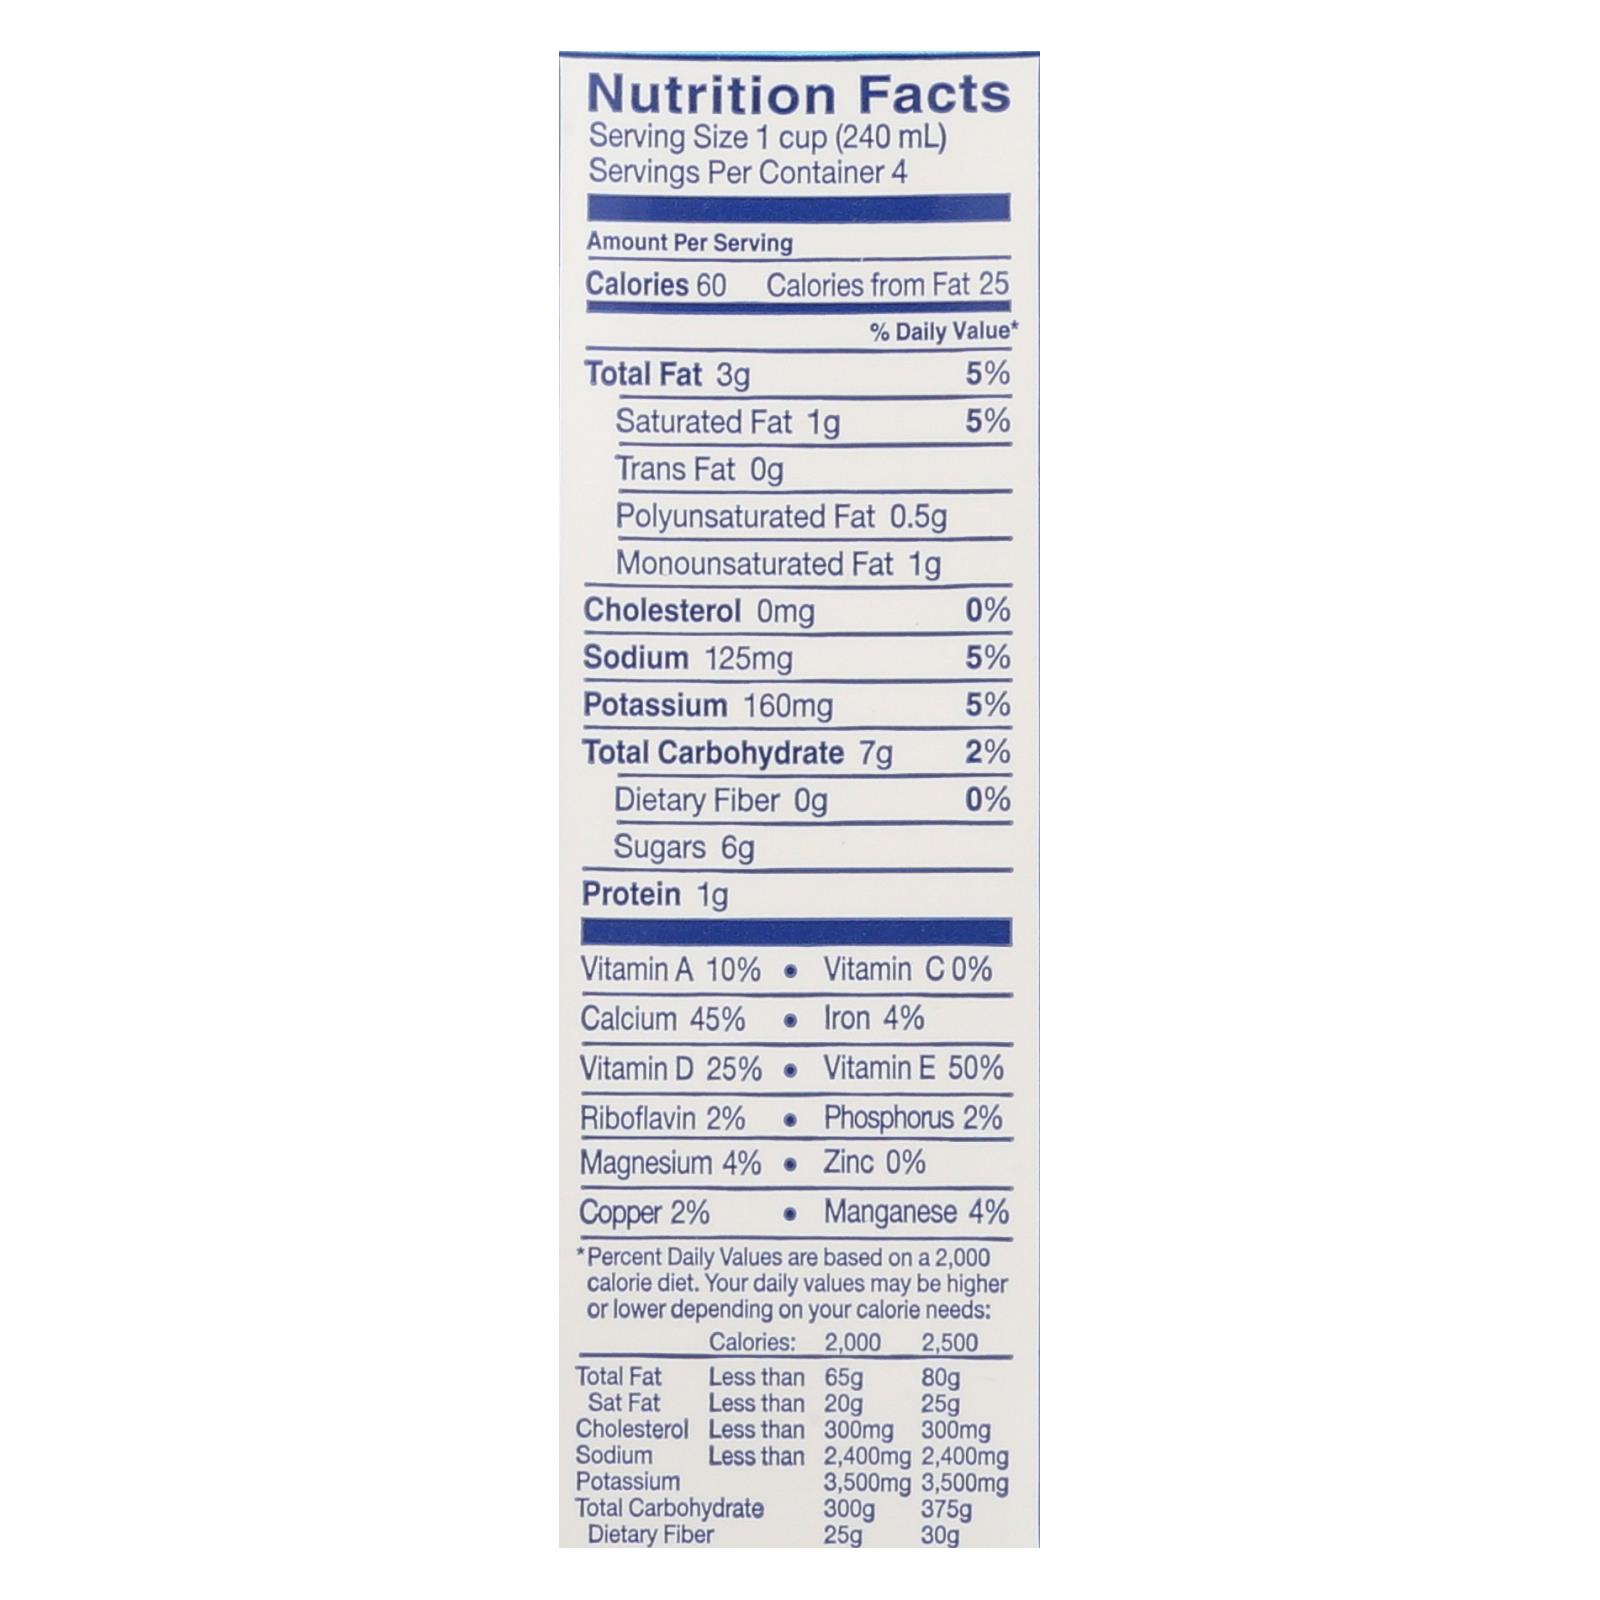 Nutrition Facts
Serving Size 1 cup (240 mL)
Servings Per Container 4
Amount Per Serving
Calories 60 Calories from Fat 25
% Daily Value*
Total Fat 3g 5%
Saturated Fat 1g 5%
Trans Fat 0g
Polyunsaturated Fat 0.5g
Monounsaturated Fat 1g
Cholesterol 0mg 0%
Sodium 125mg 5%
Potassium 160mg 5%
Total Carbohydrate 7g 2%
Dietary Fiber 0g 0%
Sugars 6g
Protein 1g
Vitamin A 10% • Vitamin C 0%
Calcium 45% • Iron 4%
Vitamin D 25% • Vitamin E 50%
Riboflavin 2% • Phosphorus 2%
Magnesium 4% • Zinc 0%
Copper 2% • Manganese 4%
*Percent Daily Values are based on a 2,000
calorie diet. Your daily values may be higher
or lower depending on your calorie needs:
Calories: 2,000 2,500
Total Fat Less than 65g 80g
Sat Fat Less than 20g 25g
Cholesterol Less than 300mg 300mg
Sodium Less than 2,400mg 2,400mg
Potassium 3,500mg 3,500mg
Total Carbohydrate 300g 375g
Dietary Fiber 25g 30g